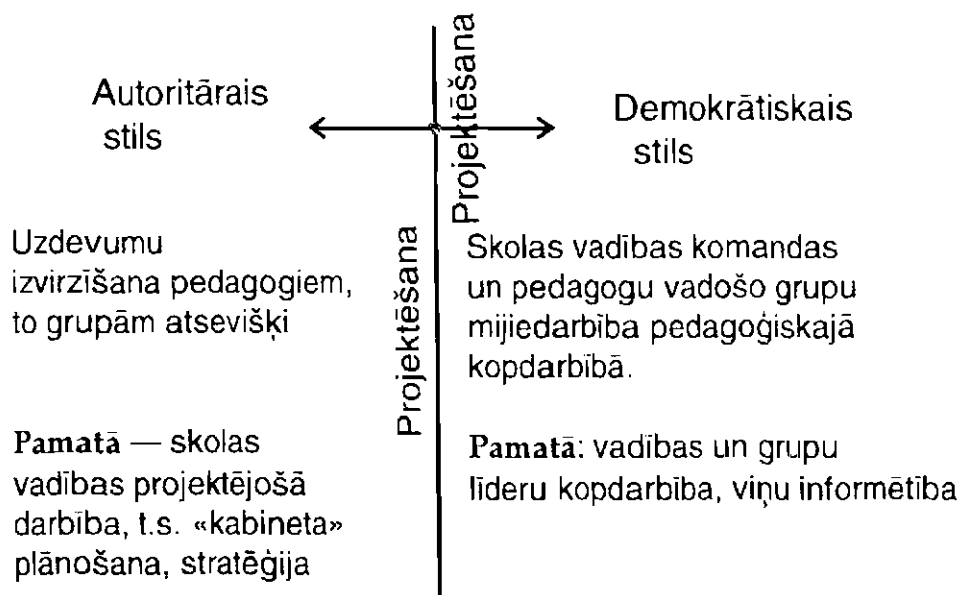 Autoritārais
stils
Projektēšana
Demokrātiskais
stils
Uzdevumu
izvirzīšana pedagogiem,
to grupām atsevišķi
Projektēšana
Skolas vadības komandas
un pedagogu vadošo grupu
mijiedarbība pedagoģiskajā
kopdarbībā.
Pamatā — skolas
vadības projektējošā
darbība, t.s. «kabineta»
plānošana, stratēģija
Pamatā: vadības un grupu
līderu kopdarbība, viņu informētība